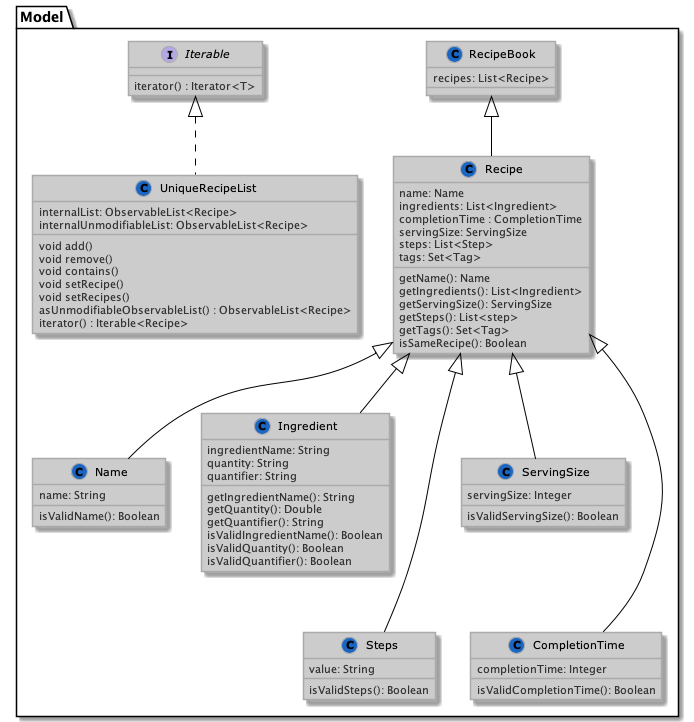 Model
I Iterable
iterator() : Iterator<T>
C RecipeBook
recipes: List<Recipe>
C UniqueRecipeList
internalList: ObservableList<Recipe>
internalUnmodifiableList: ObservableList<Recipe>
void add()
void remove()
void contains()
void setRecipe()
void setRecipes()
asUnmodifiableObservableList() : ObservableList<Recipe>
iterator() : Iterable<Recipe>
C Recipe
name: Name
ingredients: List<Ingredient>
completionTime : CompletionTime
servingSize: ServingSize
steps: List<Step>
tags: Set<Tag>
getName(): Name
getIngredients(): List<Ingredient>
getServingSize(): ServingSize
getSteps(): List<step>
getTags(): Set<Tag>
isSameRecipe(): Boolean
C Name
name: String
isValidName(): Boolean
C Ingredient
ingredientName: String
quantity: String
quantifier: String
getIngredientName(): String
getQuantity(): Double
getQuantifier(): String
isValidIngredientName(): Boolean
isValidQuantity(): Boolean
isValidQuantifier(): Boolean
C ServingSize
servingSize: Integer
isValidServingSize(): Boolean
C Steps
value: String
isValidSteps(): Boolean
C CompletionTime
completionTime: Integer
isValidCompletionTime(): Boolean